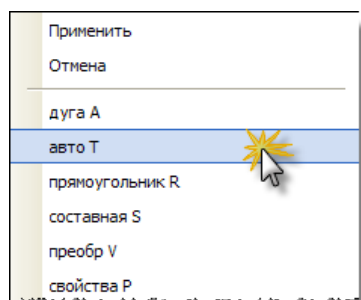 Применить
Отмена
дуга A
авто T
прямоугольник R
составная S
преобр V
свойства P